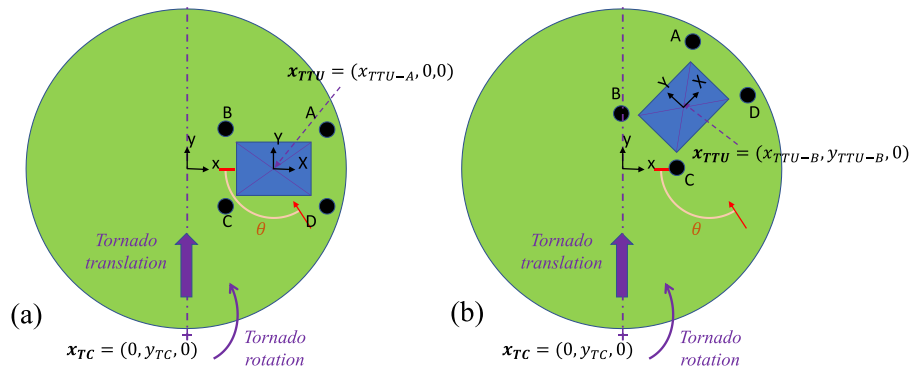 𝒙_TTU = (x_TTU−A, 0,0)
B
A
y
Y
x
X
C
D
θ
Tornado
translation
(a)
𝒙_TC = (0, y_TC, 0)
Tornado
rotation
A
Y
X
B
D
y
x
C
𝒙_TTU = (x_TTU−B, y_TTU−B, 0)
θ
Tornado
translation
(b)
𝒙_TC = (0, y_TC, 0)
Tornado
rotation